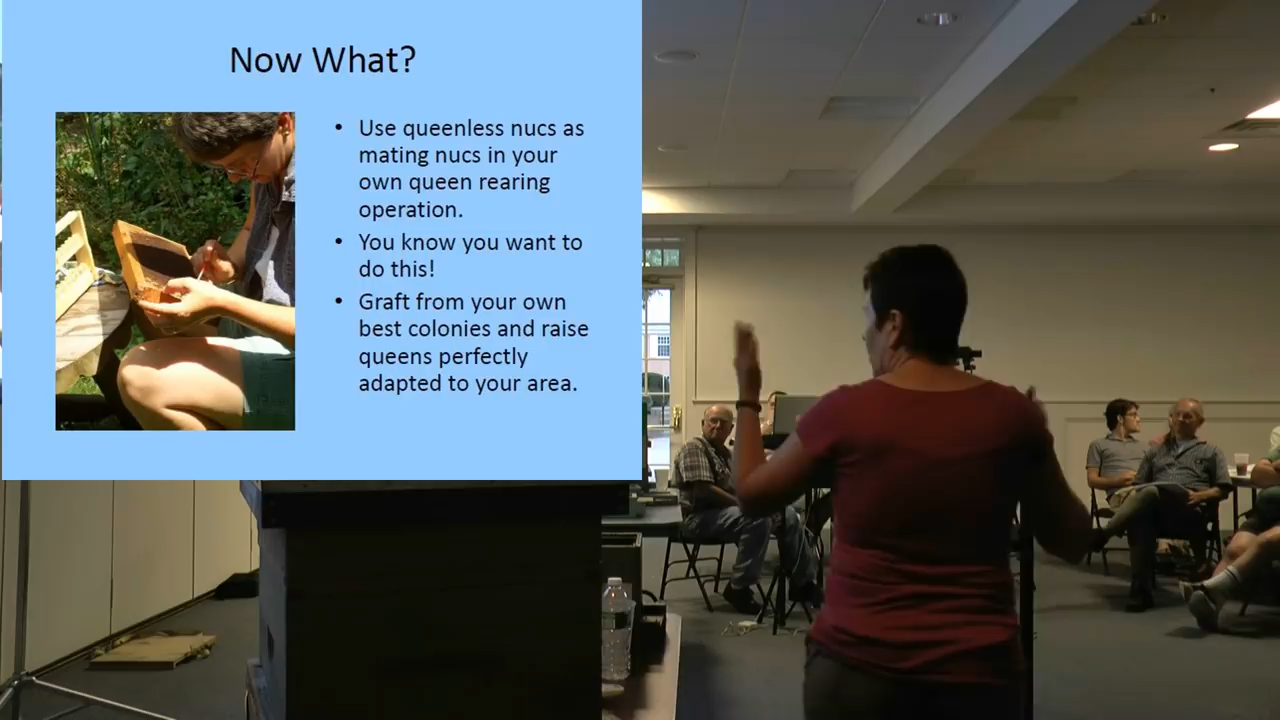 Now What?
• Use queenless nucs as
mating nucs in your
own queen rearing
operation.
• You know you want to
do this!
• Graft from your own
best colonies and raise
queens perfectly
adapted to your area.